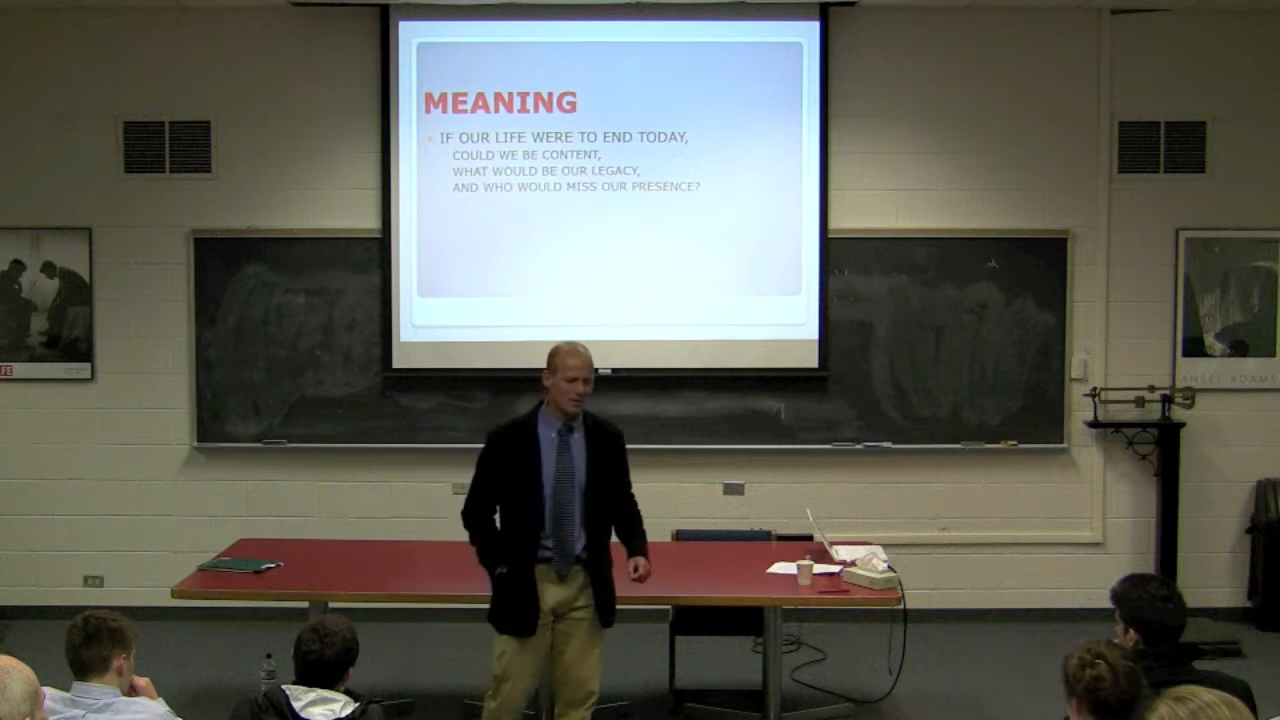 MEANING
IF OUR LIFE WERE TO END TODAY,
COULD WE BE CONTENT,
WHAT WOULD BE OUR LEGACY,
AND WHO WOULD MISS OUR PRESENCE?
FE
ANSEL ADAMS